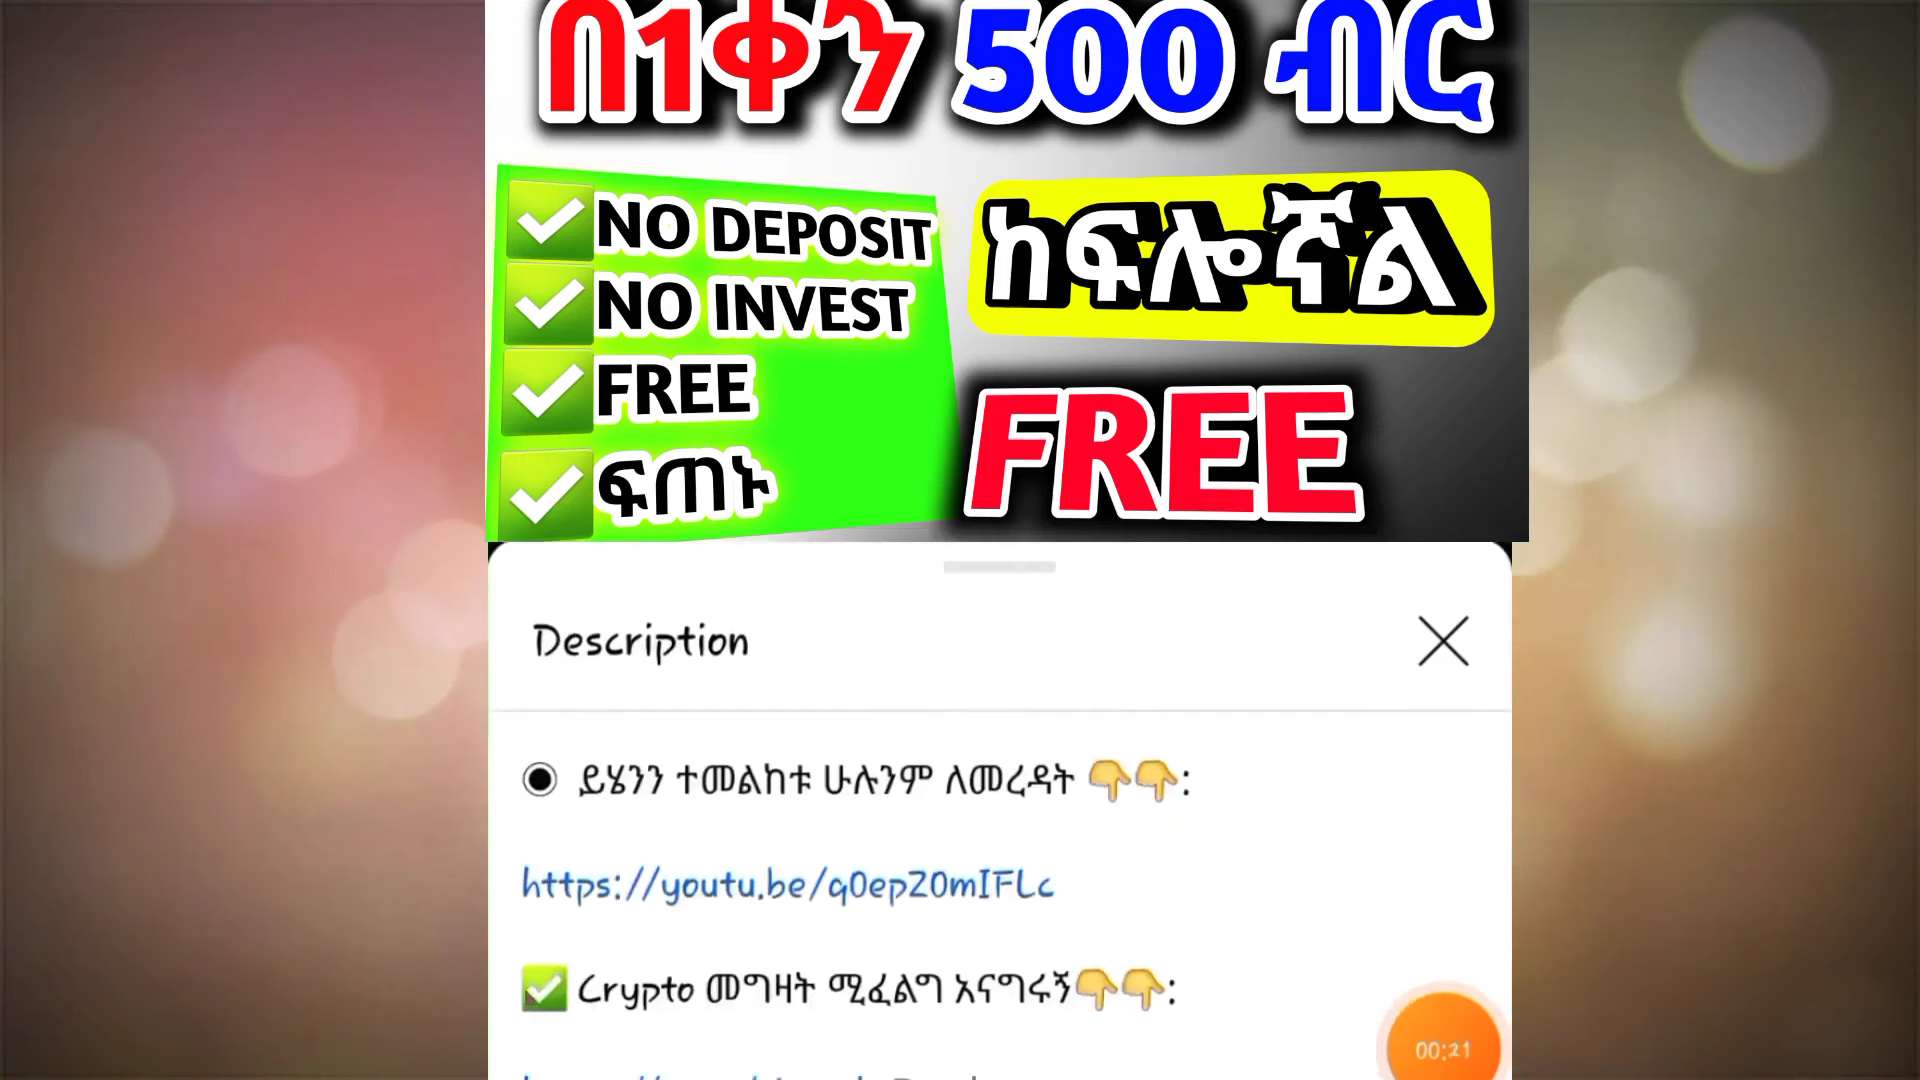 በ1ቀን 500 ብር
✅NO DEPOSIT
✅NO INVEST
✅FREE
✅ፍጠኑ
ከፍሎኛል
FREE
Description
◉ ይሄንን ተመልከቱ ሁሉንም ለመረዳት 👇👇:
https://youtu.be/q0epZ0mIFLc
✅ Crypto መግዛት ሚፈልግ አናግሩኝ👇👇:
00:21